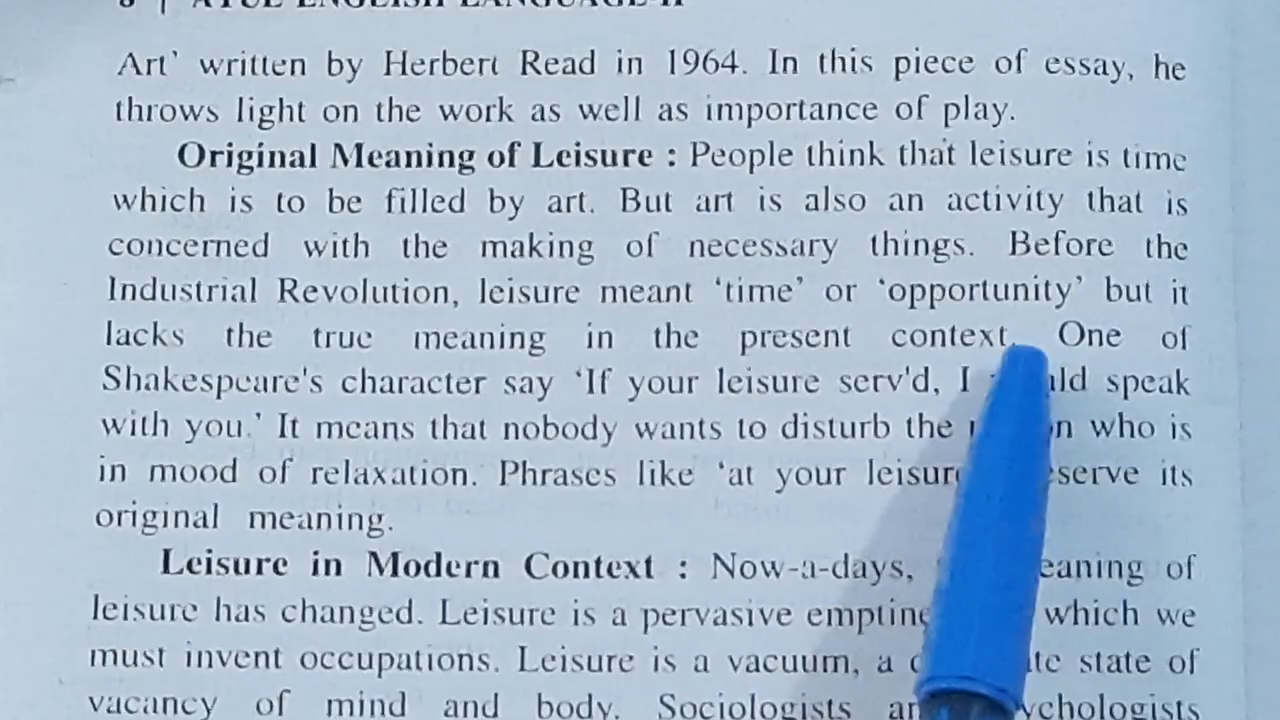 8 | ATUL ENGLISH LANGUAGE-II
Art' written by Herbert Read in 1964. In this piece of essay, he
throws light on the work as well as importance of play.
Original Meaning of Leisure : People think that leisure is time
which is to be filled by art. But art is also an activity that is
concerned with the making of necessary things. Before the
Industrial Revolution, leisure meant 'time' or 'opportunity' but it
lacks the true meaning in the present context. One of
Shakespeare's character say 'If your leisure serv'd, I speak
with you.' It means that nobody wants to disturb the who is
in mood of relaxation. Phrases like 'at your its
original meaning.
Leisure in Modern Context : Now-a-days, of
leisure has changed. Leisure is a pervasive which we
must invent occupations. Leisure is a vacuum, a state of
vacancy of mind and body. Sociologists